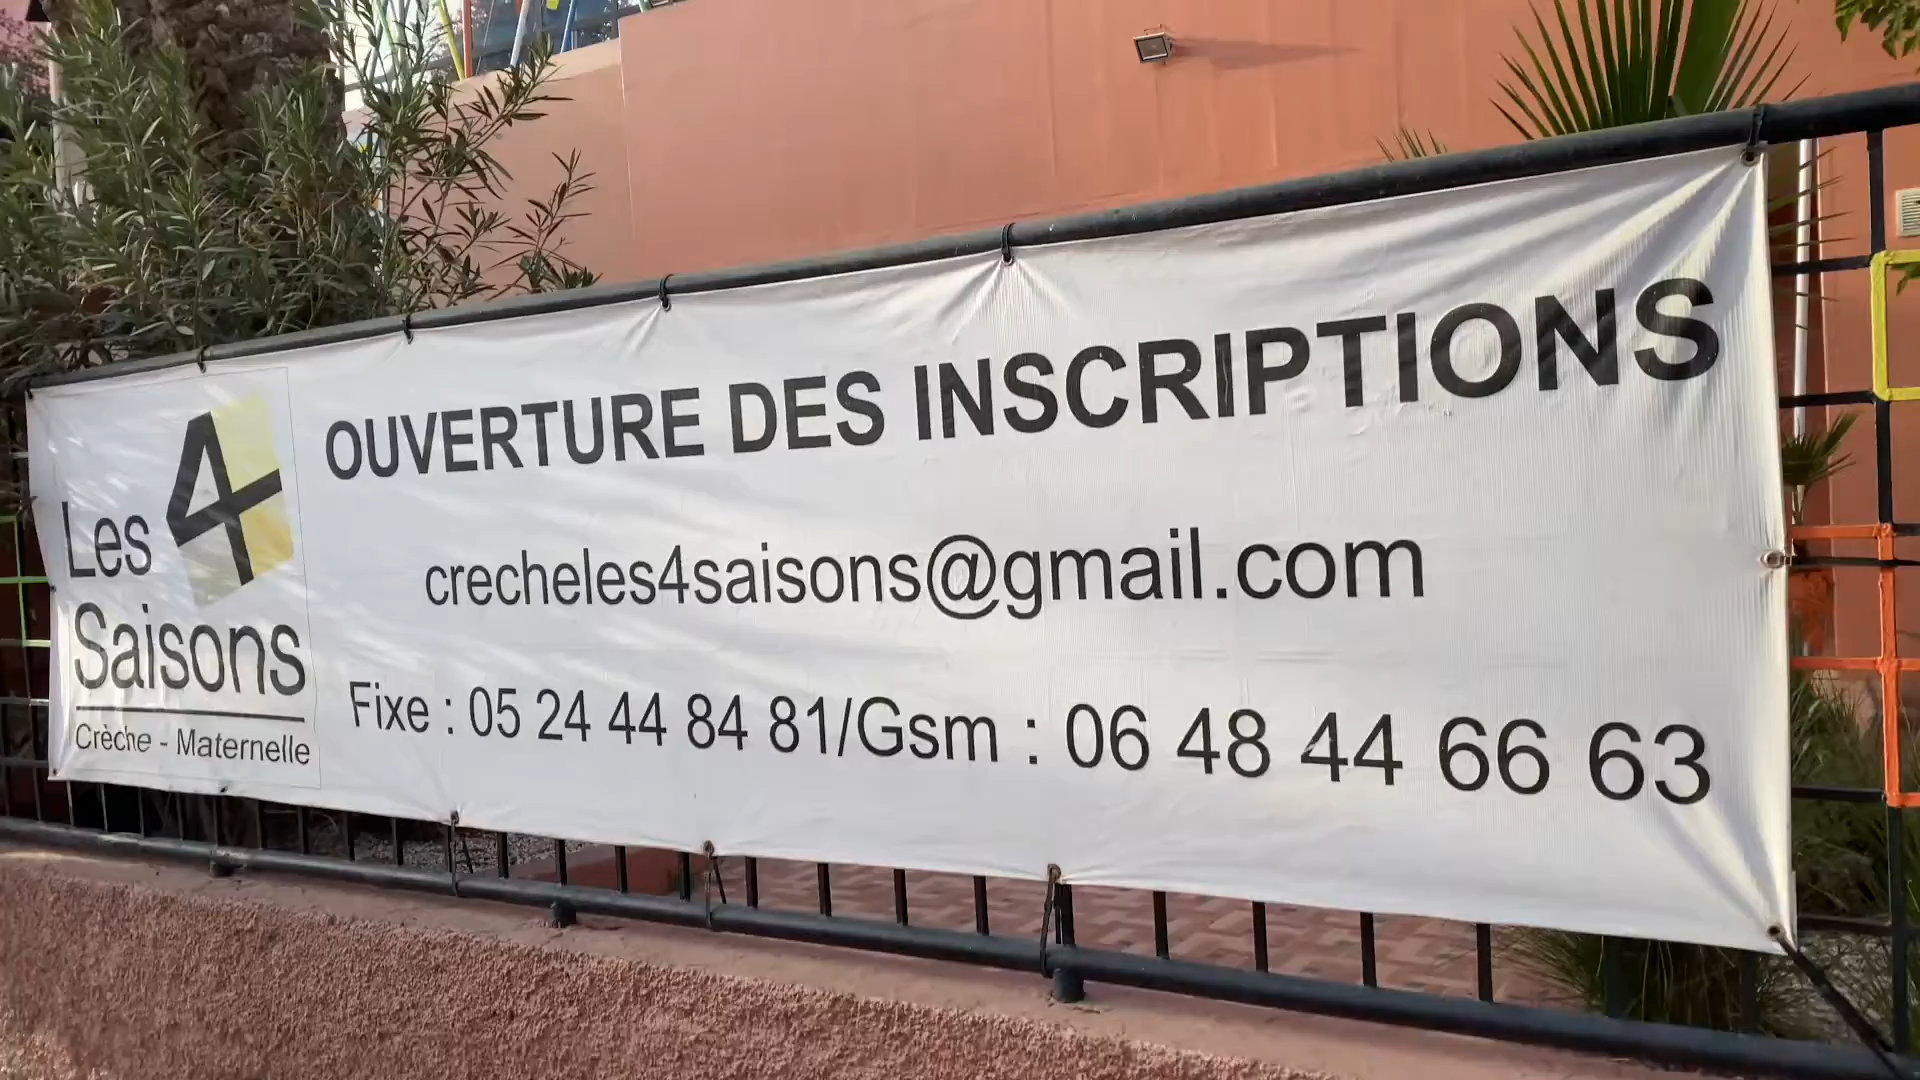 Les 4
Saisons
Crèche - Maternelle
OUVERTURE DES INSCRIPTIONS
crecheles4saisons@gmail.com
Fixe : 05 24 44 84 81/Gsm : 06 48 44 66 63